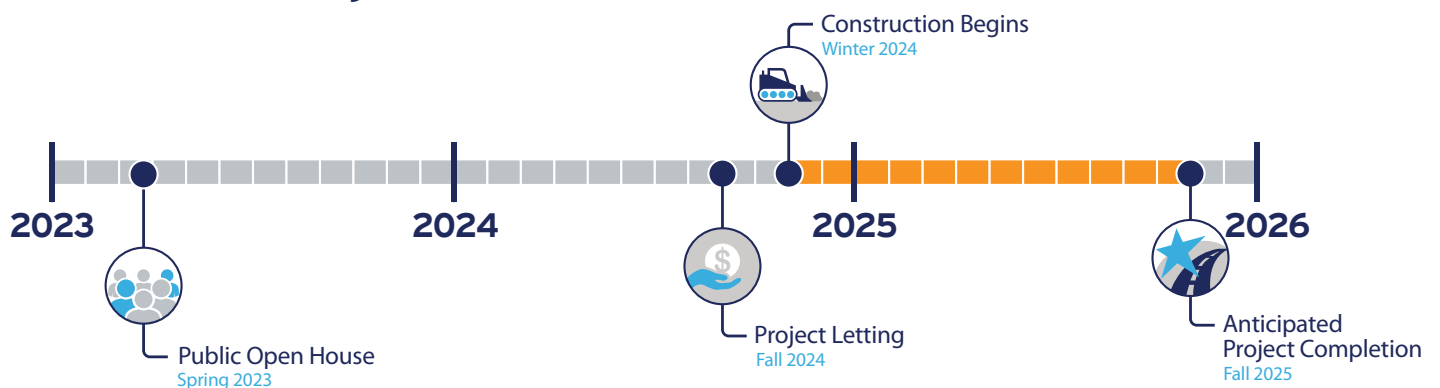 Construction Begins
Winter 2024
2023
2024
2025
2026
$
Public Open House
Spring 2023
Project Letting
Fall 2024
Anticipated
Project Completion
Fall 2025